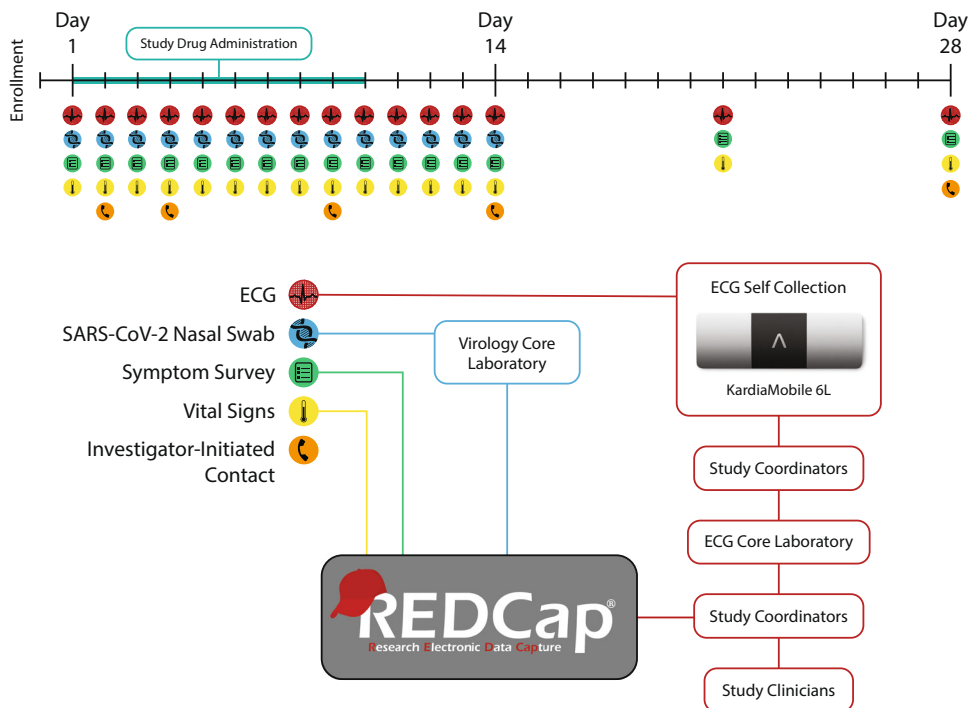 Day
1
Study Drug Administration
Day
14
Day
28
Enrollment
ECG
SARS-CoV-2 Nasal Swab
Symptom Survey
Vital Signs
Investigator-Initiated
Contact
Virology Core
Laboratory
ECG Self Collection
KardiaMobile 6L
Study Coordinators
ECG Core Laboratory
Study Coordinators
Study Clinicians
REDCap®
Research Electronic Data Capture